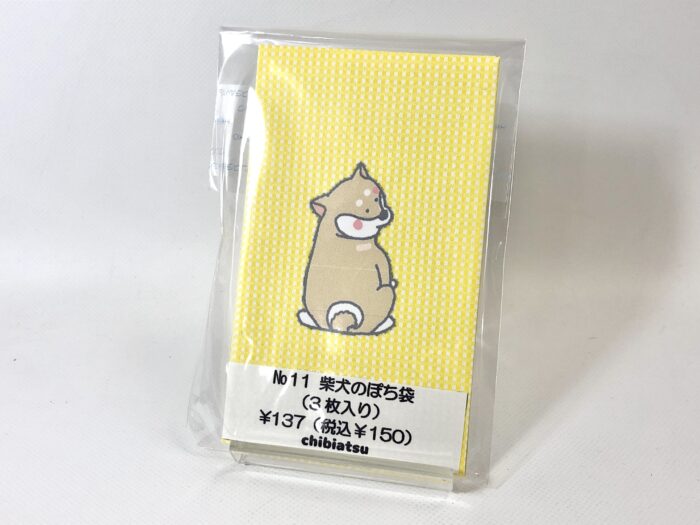 №11 柴犬のぽち袋
(3枚入り)
¥137(税込¥150)
chibiatsu